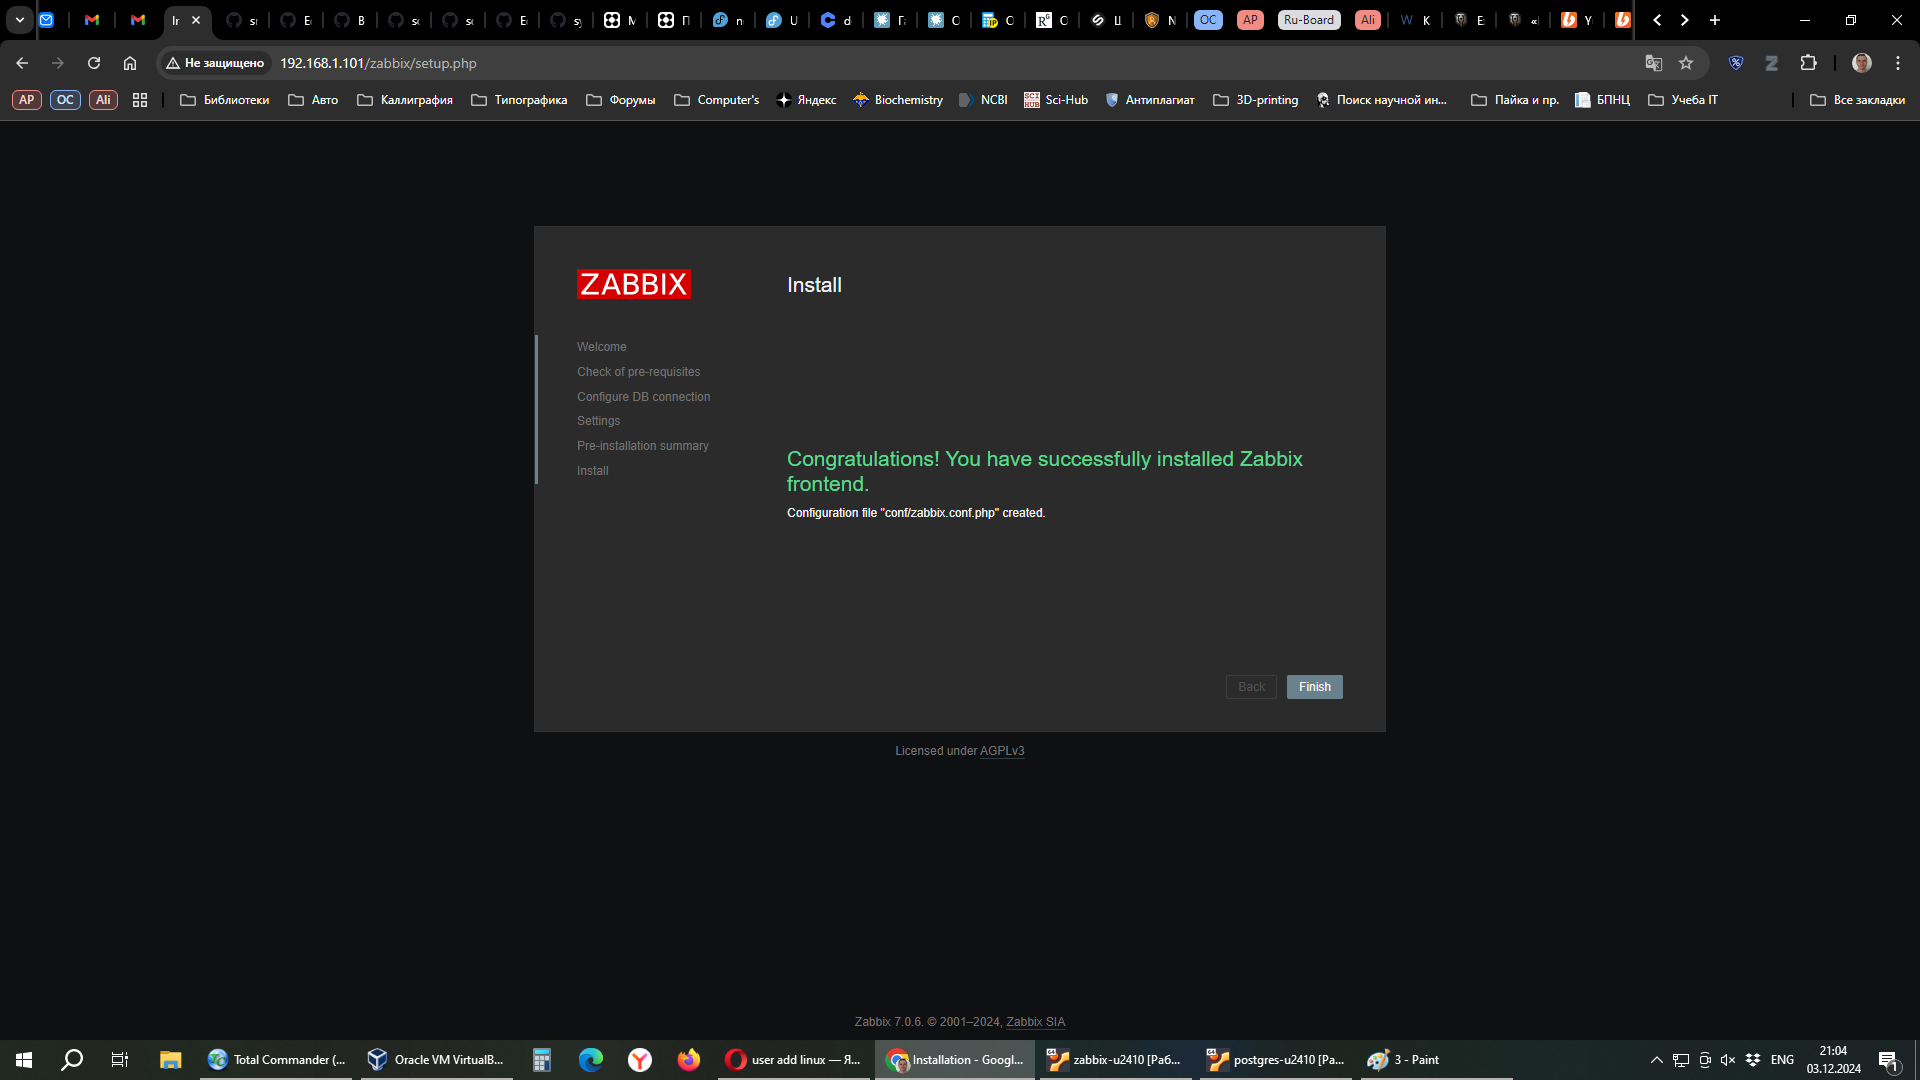 OC
AP
Ru-Board
Ali
Не защищено
192.168.1.101/zabbix/setup.php
AP
OC
Ali
Библиотеки
Авто
Каллиграфия
Типографика
Форумы
Computer's
Яндекс
Biochemistry
NCBI
Sci-Hub
Антиплагиат
3D-printing
Поиск научной ин...
Пайка и пр.
БПНЦ
Учеба IT
Все закладки
ZABBIX
Install
Welcome
Check of pre-requisites
Configure DB connection
Settings
Pre-installation summary
Install
Congratulations! You have successfully installed Zabbix
frontend.
Configuration file "conf/zabbix.conf.php" created.
Back
Finish
Licensed under AGPLv3
Zabbix 7.0.6. © 2001–2024, Zabbix SIA
Total Commander (...
Oracle VM VirtualB...
user add linux — Я...
Installation - Googl...
zabbix-u2410 [Раб...
postgres-u2410 [Ра...
3 - Paint
ENG
21:04
03.12.2024
1